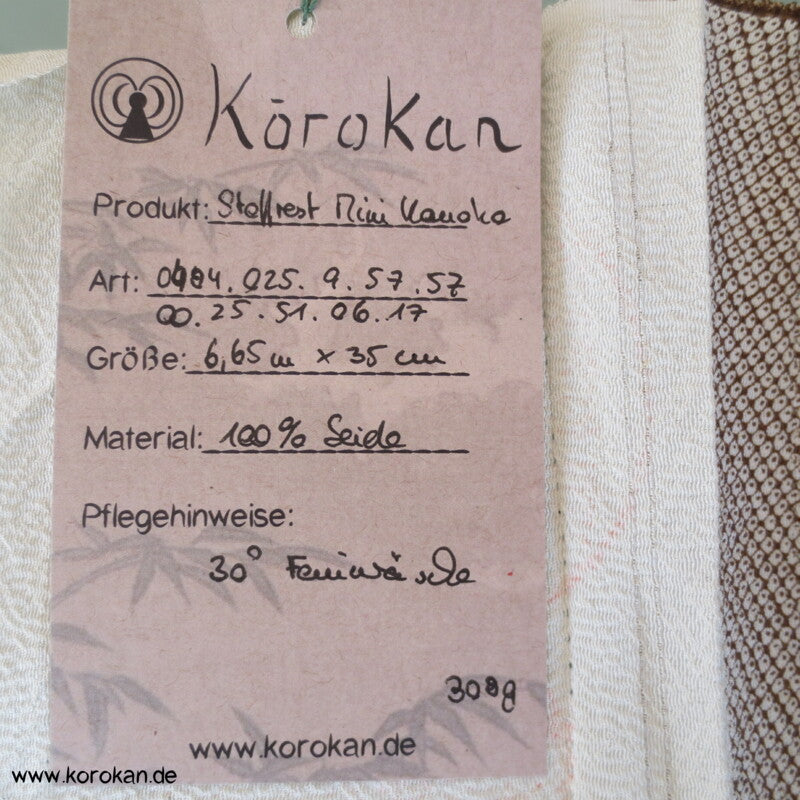 Kōrokan
Produkt: Stoffrest Mini Kanoko
Art: 0404.025.9.57.57
00.25.51.06.17
Größe: 6,65 m x 35 cm
Material: 100% Seide
Pflegehinweise:
30° Feinwäsche
308g
www.korokan.de
www.korokan.de